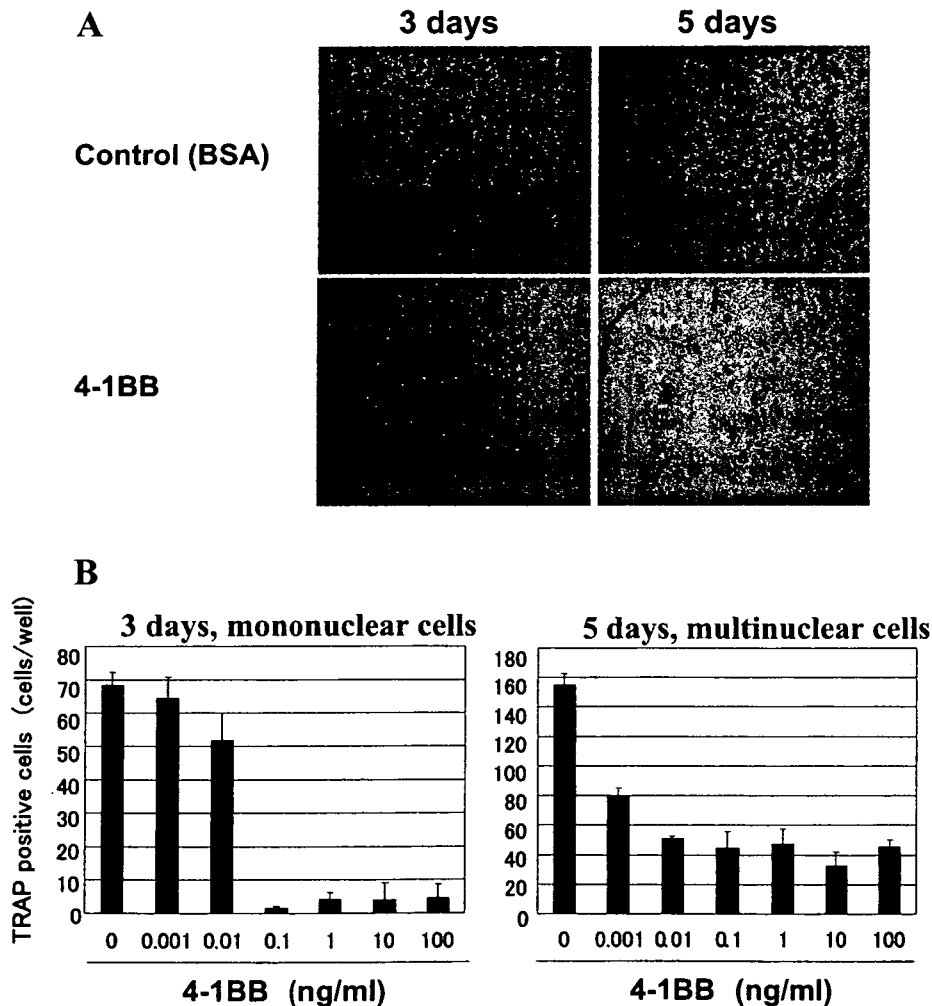 A
3 days
5 days
Control (BSA)
4-1BB
B
3 days, mononuclear cells
5 days, multinuclear cells
TRAP positive cells (cells/well)
80
70
60
50
40
30
20
10
0
0 0.001 0.01 0.1 1 10 100
4-1BB (ng/ml)
180
160
140
120
100
80
60
40
20
0
0 0.001 0.01 0.1 1 10 100
4-1BB (ng/ml)